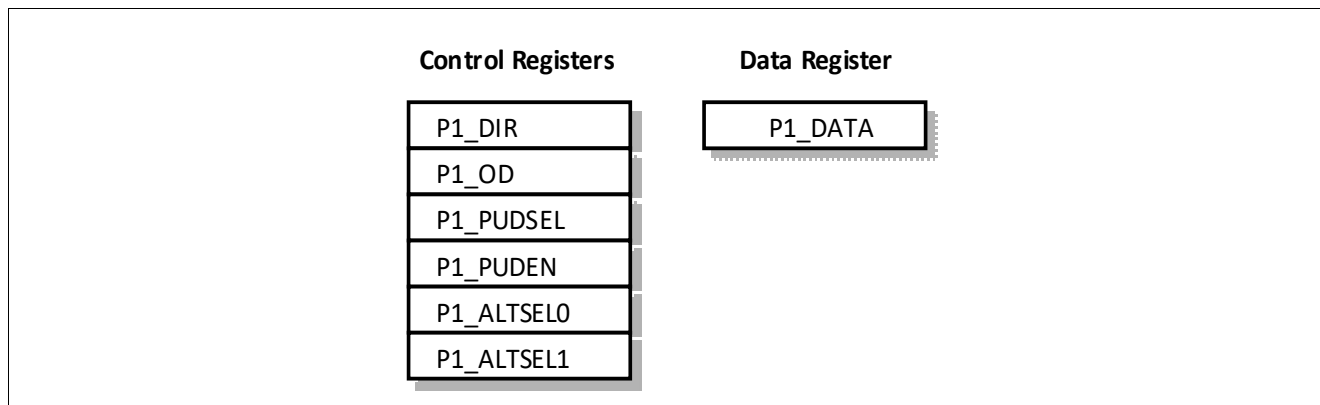 Control Registers
P1_DIR
P1_OD
P1_PUDSEL
P1_PUDEN
P1_ALTSEL0
P1_ALTSEL1
Data Register
P1_DATA